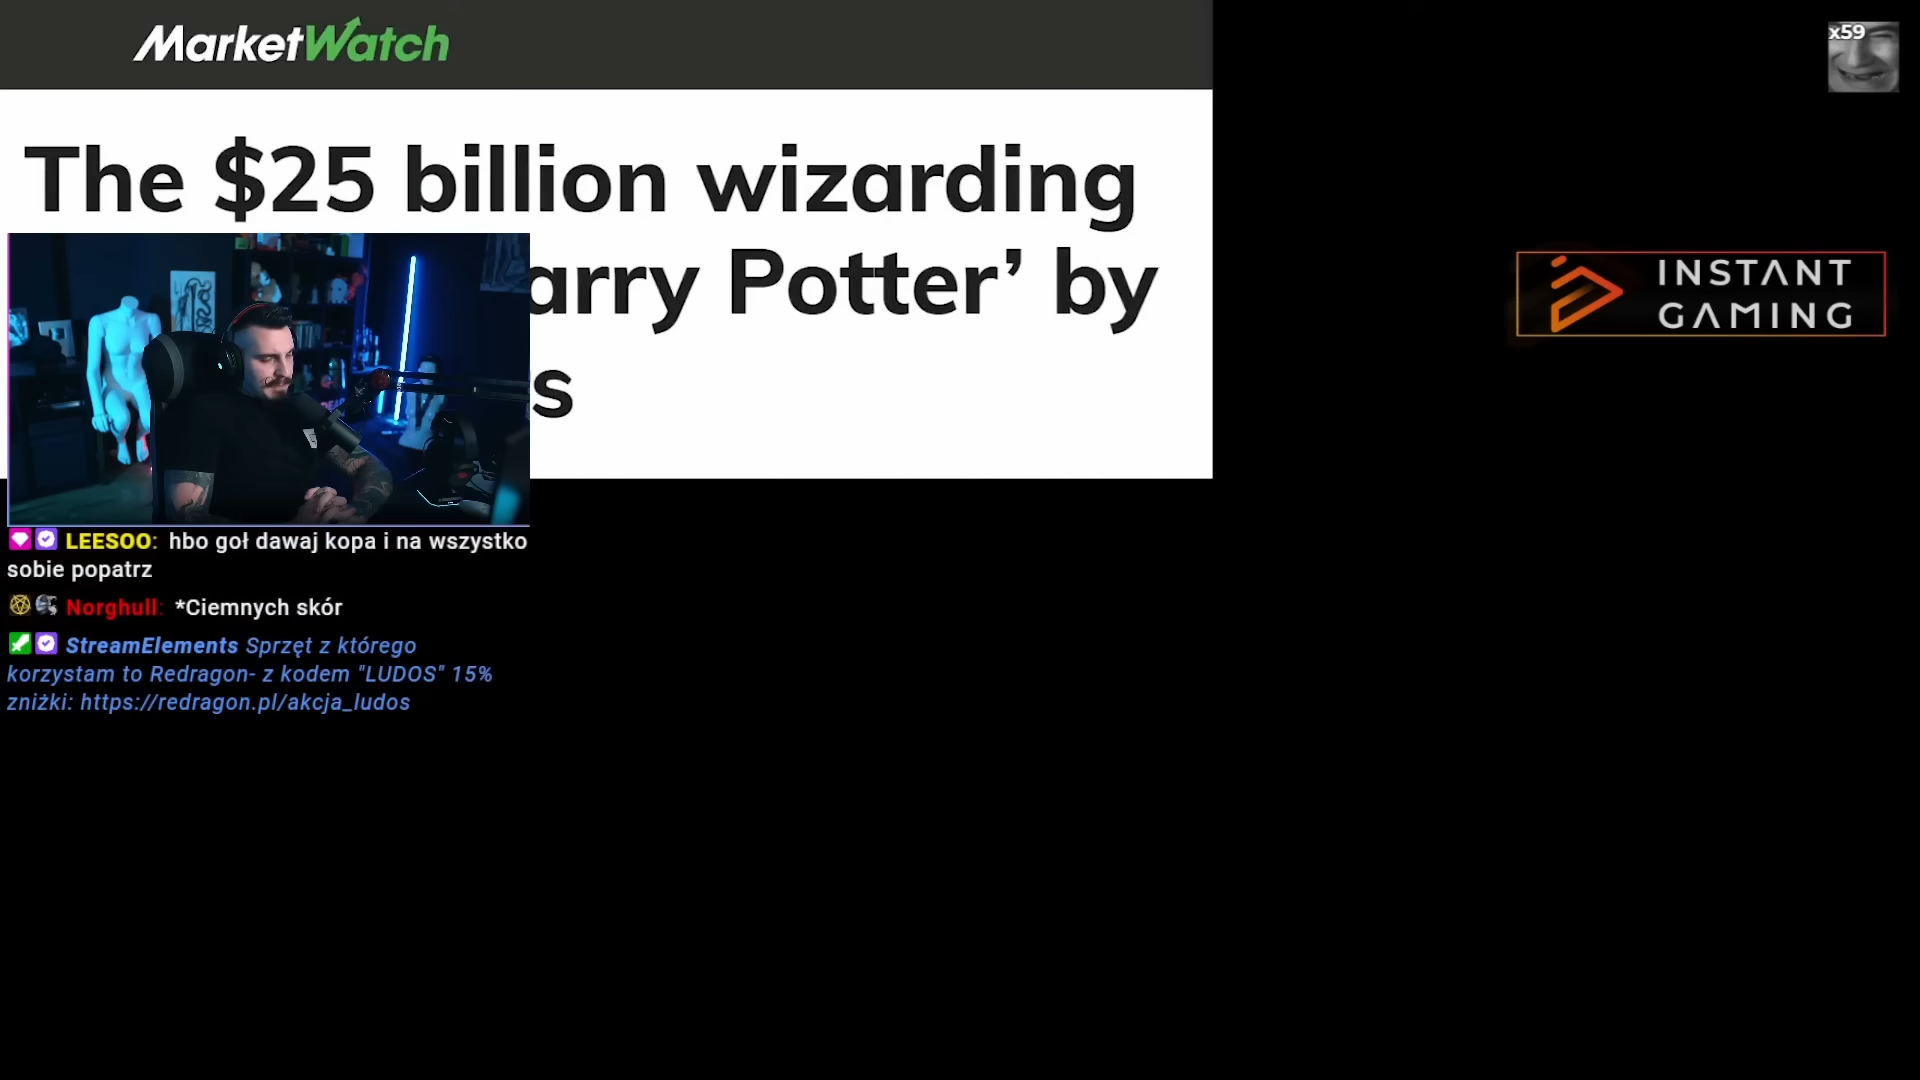 MarketWatch
x59
The $25 billion wizarding
Potter’ by
INSTANT
GAMING
LEESOO: hbo goł dawaj kopa i na wszystko
sobie popatrz
Norghull: *Ciemnych skór
StreamElements Sprzęt z którego
korzystam to Redragon- z kodem "LUDOS" 15%
zniżki: https://redragon.pl/akcja_ludos